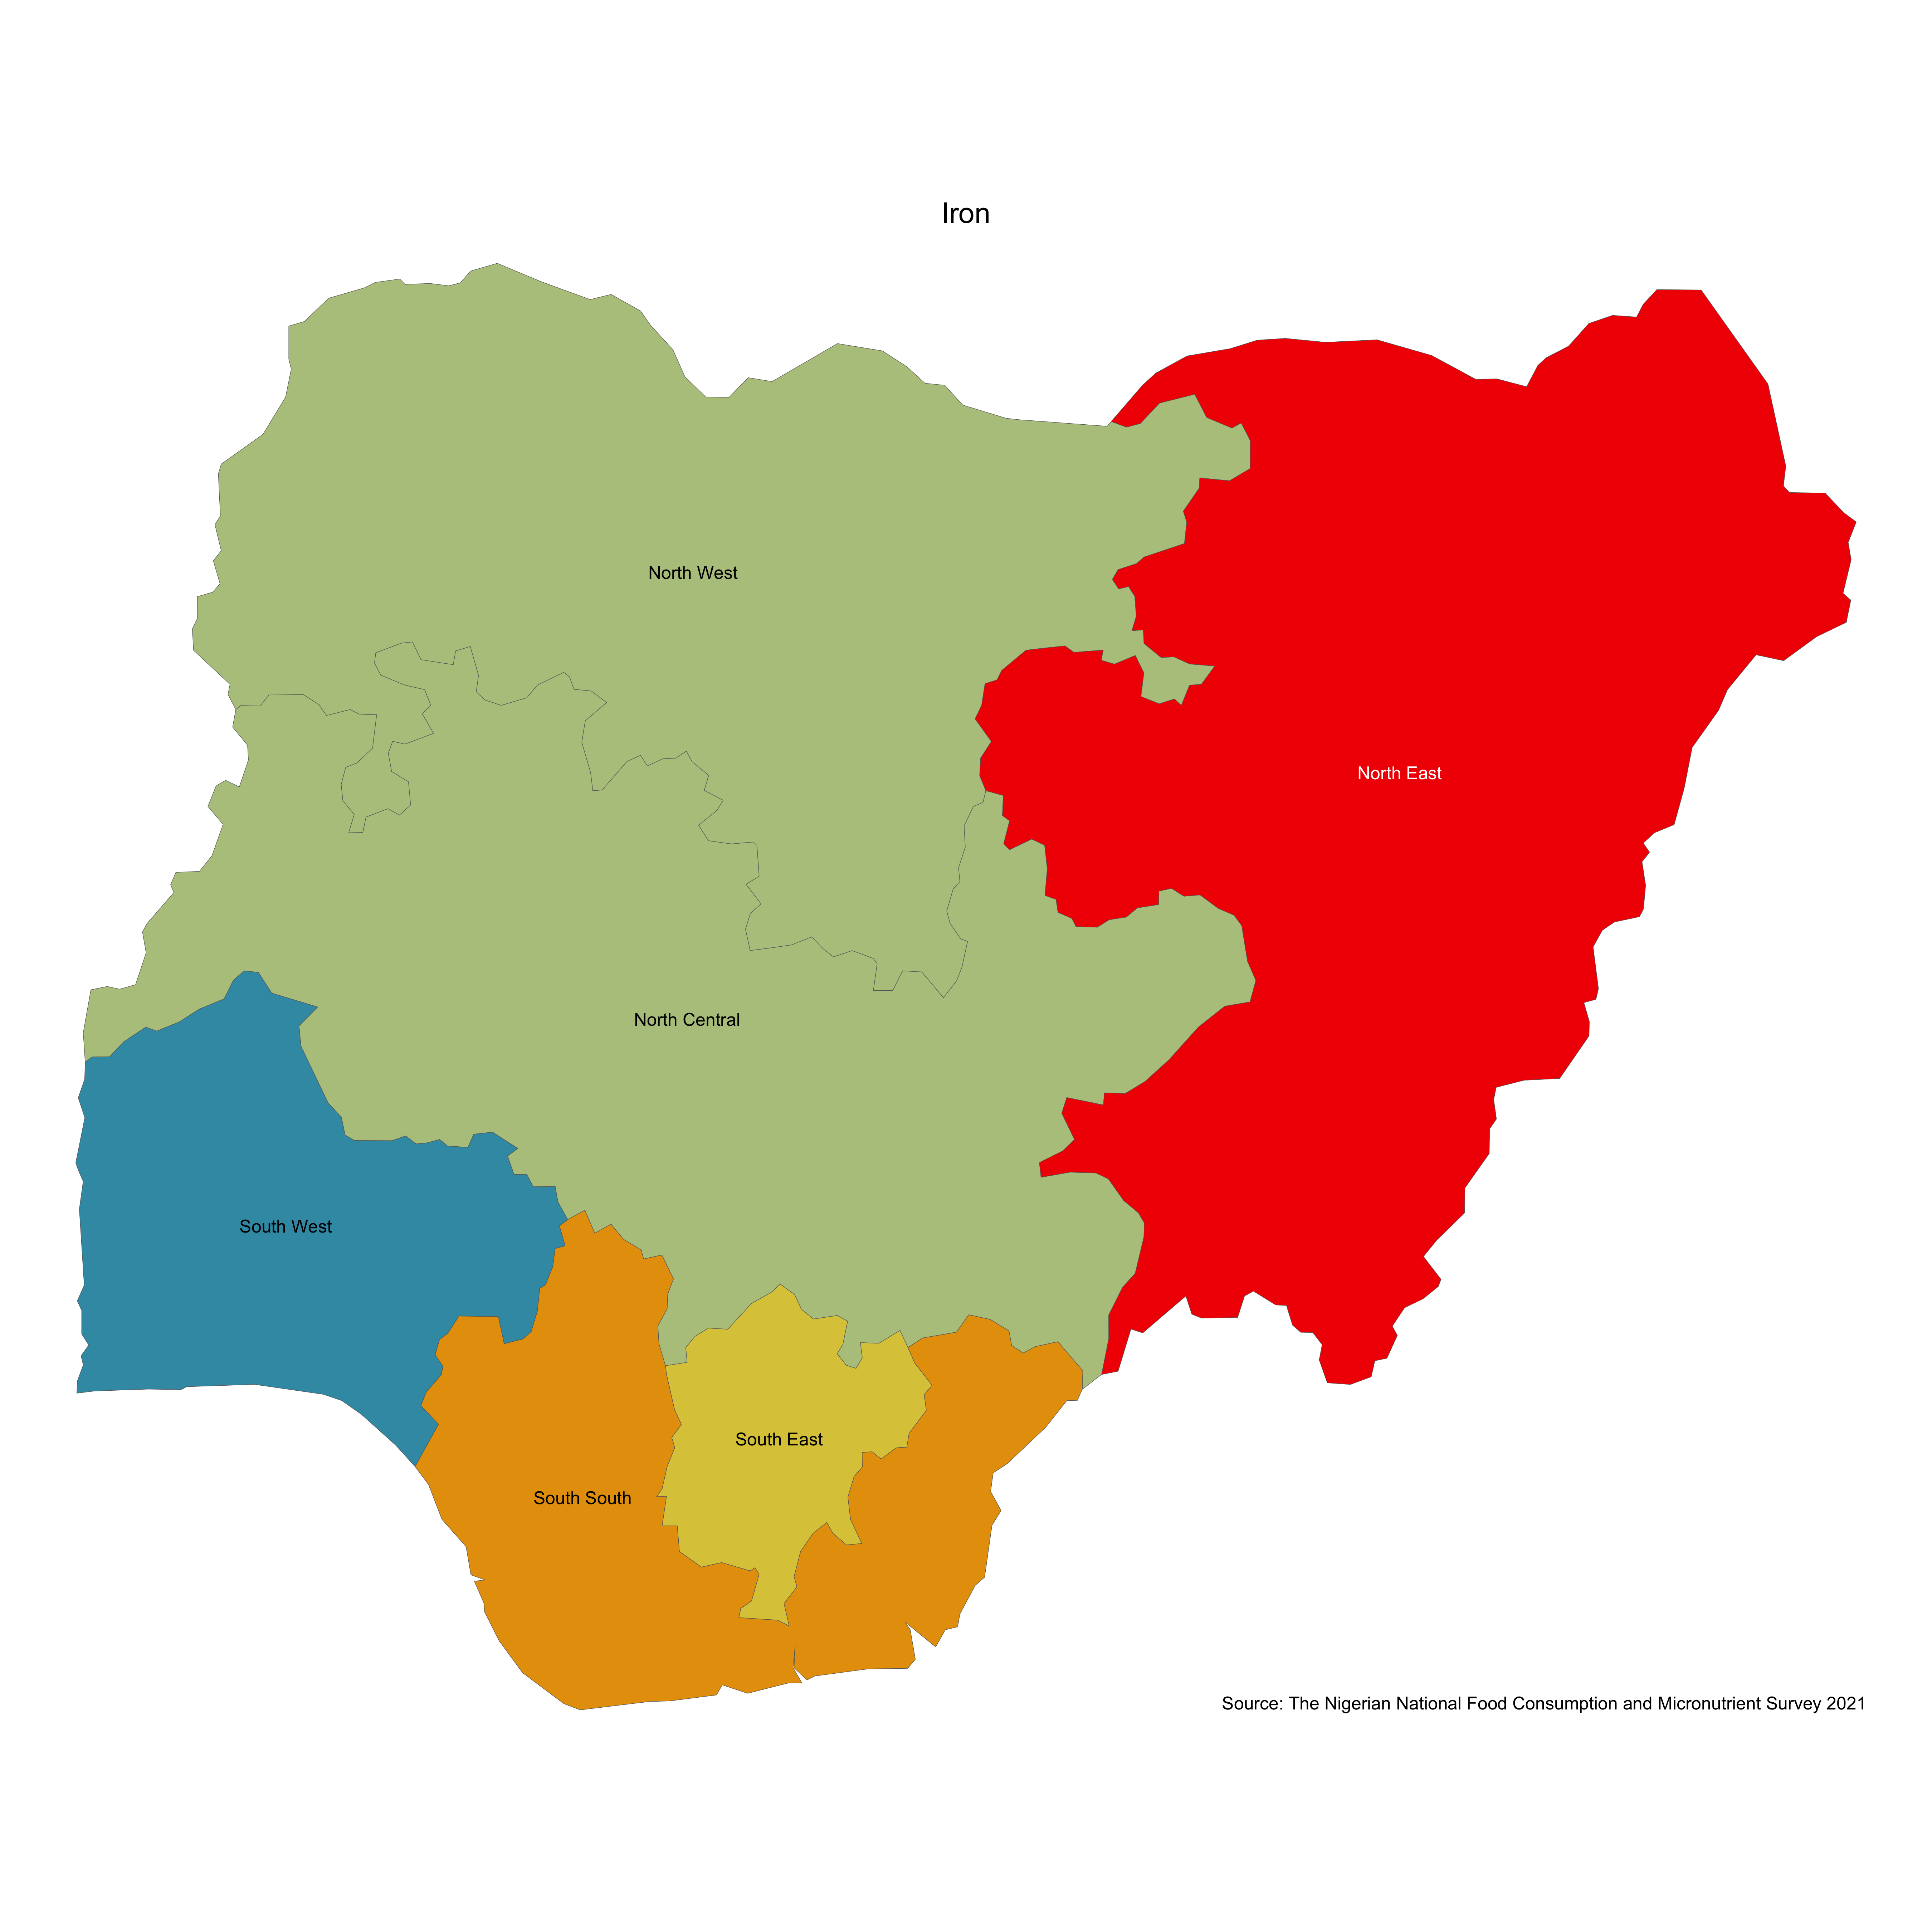 Iron
North West
North East
North Central
South West
South East
South South
Source: The Nigerian National Food Consumption and Micronutrient Survey 2021